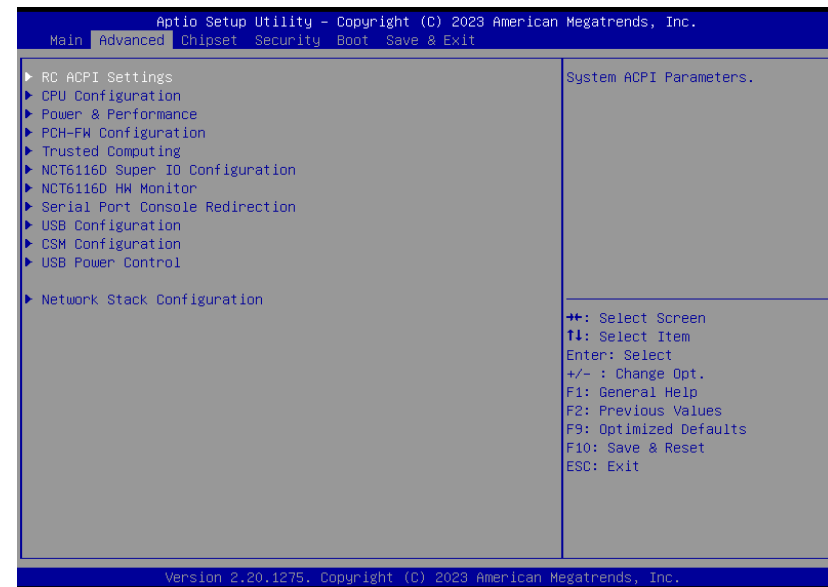 Aptio Setup Utility – Copyright (C) 2023 American Megatrends, Inc.
Main Advanced Chipset Security Boot Save & Exit
RC ACPI Settings
CPU Configuration
Power & Performance
PCH-FW Configuration
Trusted Computing
NCT6116D Super IO Configuration
NCT6116D HW Monitor
Serial Port Console Redirection
USB Configuration
CSM Configuration
USB Power Control
Network Stack Configuration
System ACPI Parameters.
→←: Select Screen
↑↓: Select Item
Enter: Select
+/- : Change Opt.
F1: General Help
F2: Previous Values
F9: Optimized Defaults
F10: Save & Reset
ESC: Exit
Version 2.20.1275. Copyright (C) 2023 American Megatrends, Inc.